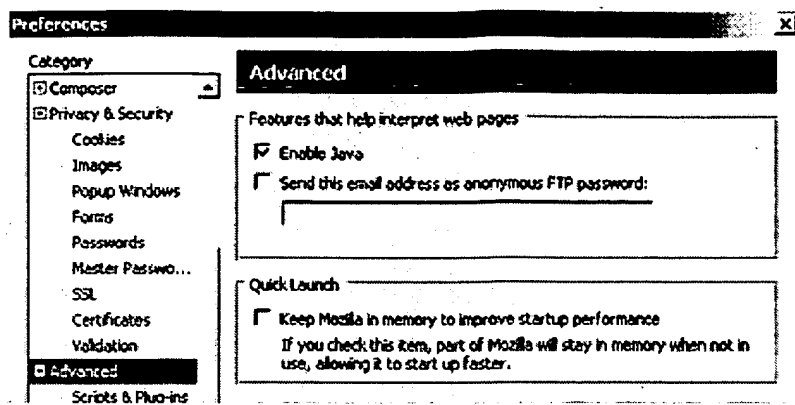 Preferences
Category
Composer
Privacy & Security
Cookies
Images
Popup Windows
Forms
Passwords
Master Passwo...
SSL
Certificates
Validation
Advanced
Scripts & Plug-ins
Advanced
Features that help interpret web pages
Enable Java
Send this email address as anonymous FTP password:
Quick Launch
Keep Mozilla in memory to improve startup performance
If you check this item, part of Mozilla will stay in memory when not in
use, allowing it to start up faster.